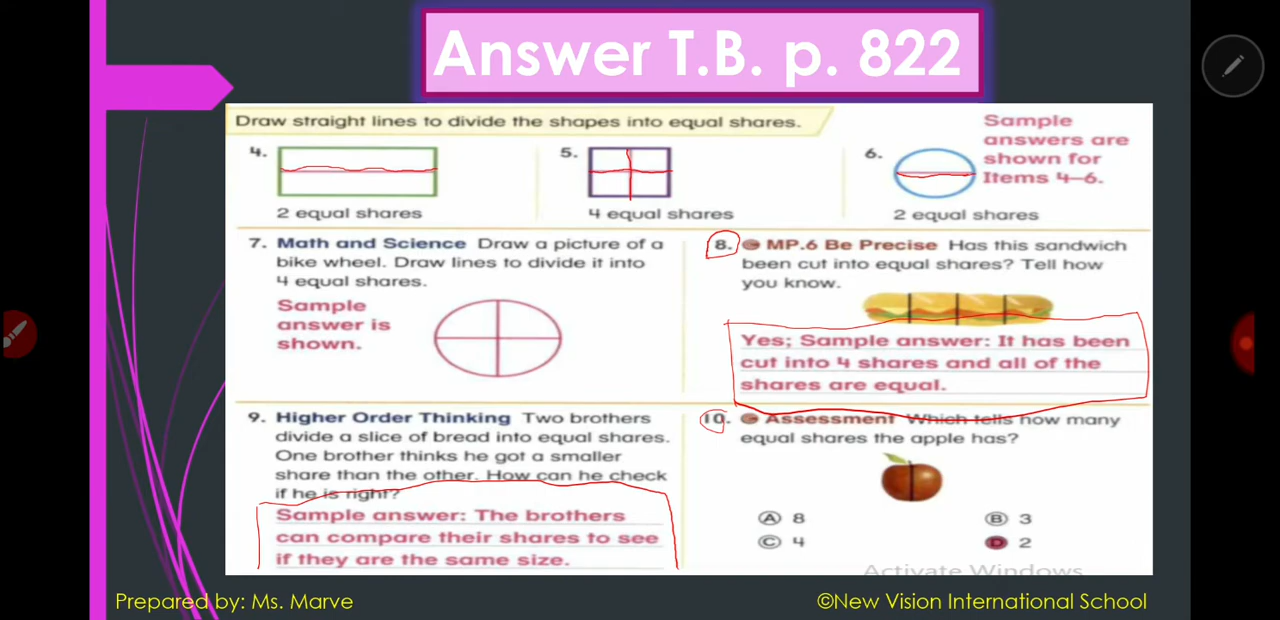 Answer T.B. p. 822
Draw straight lines to divide the shapes into equal shares.
Sample
answers are
shown for
Items 4–6.
4.
2 equal shares
5.
4 equal shares
6.
2 equal shares
7. Math and Science Draw a picture of a
bike wheel. Draw lines to divide it into
4 equal shares.
Sample
answer is
shown.
8. MP.6 Be Precise Has this sandwich
been cut into equal shares? Tell how
you know.
Yes; Sample answer: It has been
cut into 4 shares and all of the
shares are equal.
9. Higher Order Thinking Two brothers
divide a slice of bread into equal shares.
One brother thinks he got a smaller
share than the other. How can he check
if he is right?
Sample answer: The brothers
can compare their shares to see
if they are the same size.
10. Assessment Which tells how many
equal shares the apple has?
A 8
B 3
C 4
D 2
Activate Windows
Prepared by: Ms. Marve
©New Vision International School